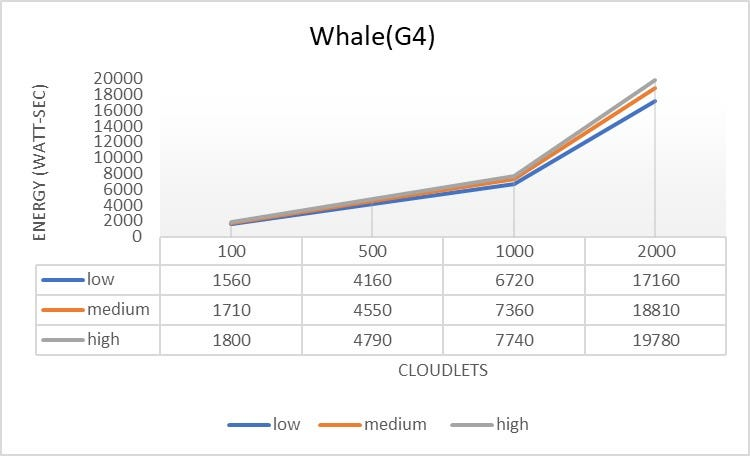 Whale(G4)
ENERGY (WATT-SEC)
20000
18000
16000
14000
12000
10000
8000
6000
4000
2000
0
100 500 1000 2000
low 1560 4160 6720 17160
medium 1710 4550 7360 18810
high 1800 4790 7740 19780
CLOUDLETS
low medium high